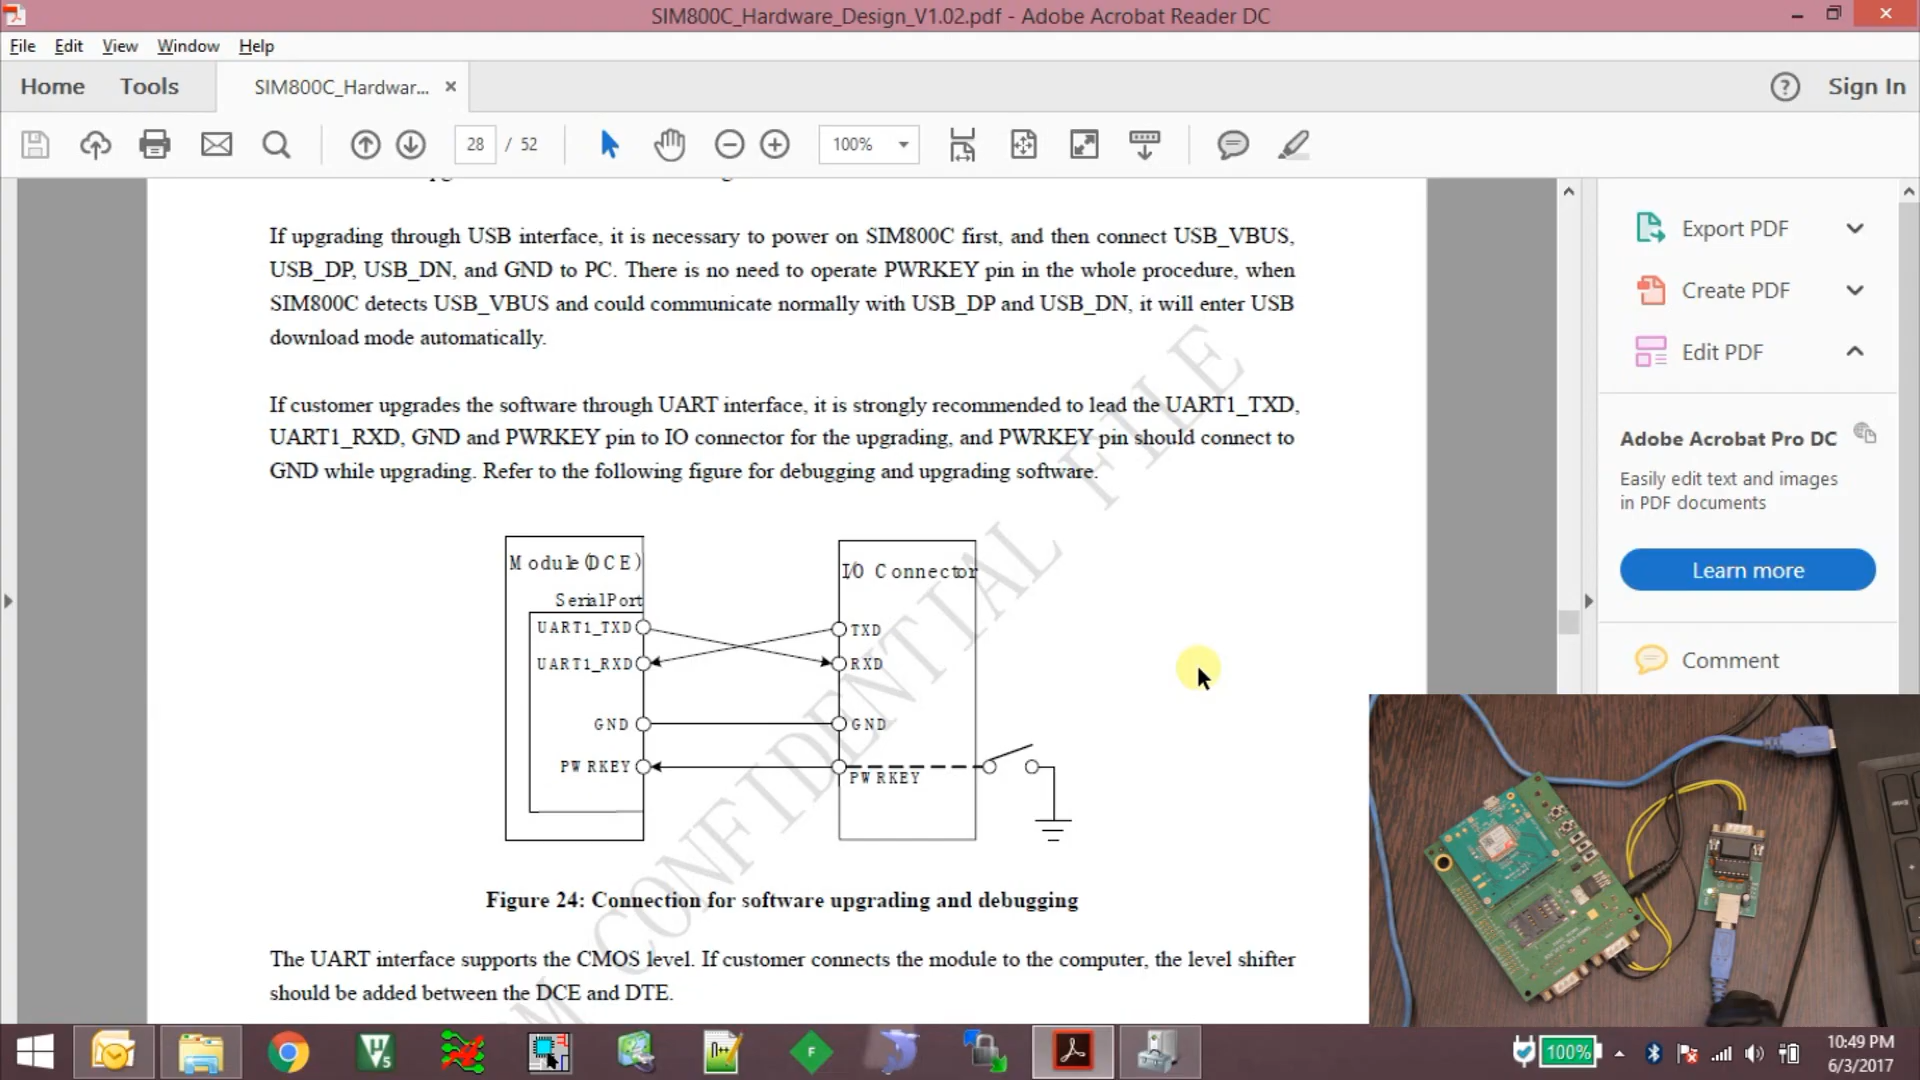 SIM800C_Hardware_Design_V1.02.pdf - Adobe Acrobat Reader DC
File Edit View Window Help
Home Tools SIM800C_Hardwar... ×
Sign In
28 / 52 100%
If upgrading through USB interface, it is necessary to power on SIM800C first, and then connect USB_VBUS,
USB_DP, USB_DN, and GND to PC. There is no need to operate PWRKEY pin in the whole procedure, when
SIM800C detects USB_VBUS and could communicate normally with USB_DP and USB_DN, it will enter USB
download mode automatically.
If customer upgrades the software through UART interface, it is strongly recommended to lead the UART1_TXD,
UART1_RXD, GND and PWRKEY pin to IO connector for the upgrading, and PWRKEY pin should connect to
GND while upgrading. Refer to the following figure for debugging and upgrading software.
Module(DCE)
Serial Port
UART1_TXD
UART1_RXD
GND
PWRKEY
I/O Connector
TXD
RXD
GND
PWRKEY
Figure 24: Connection for software upgrading and debugging
The UART interface supports the CMOS level. If customer connects the module to the computer, the level shifter
should be added between the DCE and DTE.
CONFIDENTIAL FILE
Export PDF
Create PDF
Edit PDF
Adobe Acrobat Pro DC
Easily edit text and images
in PDF documents
Learn more
Comment
100%
10:49 PM
6/3/2017